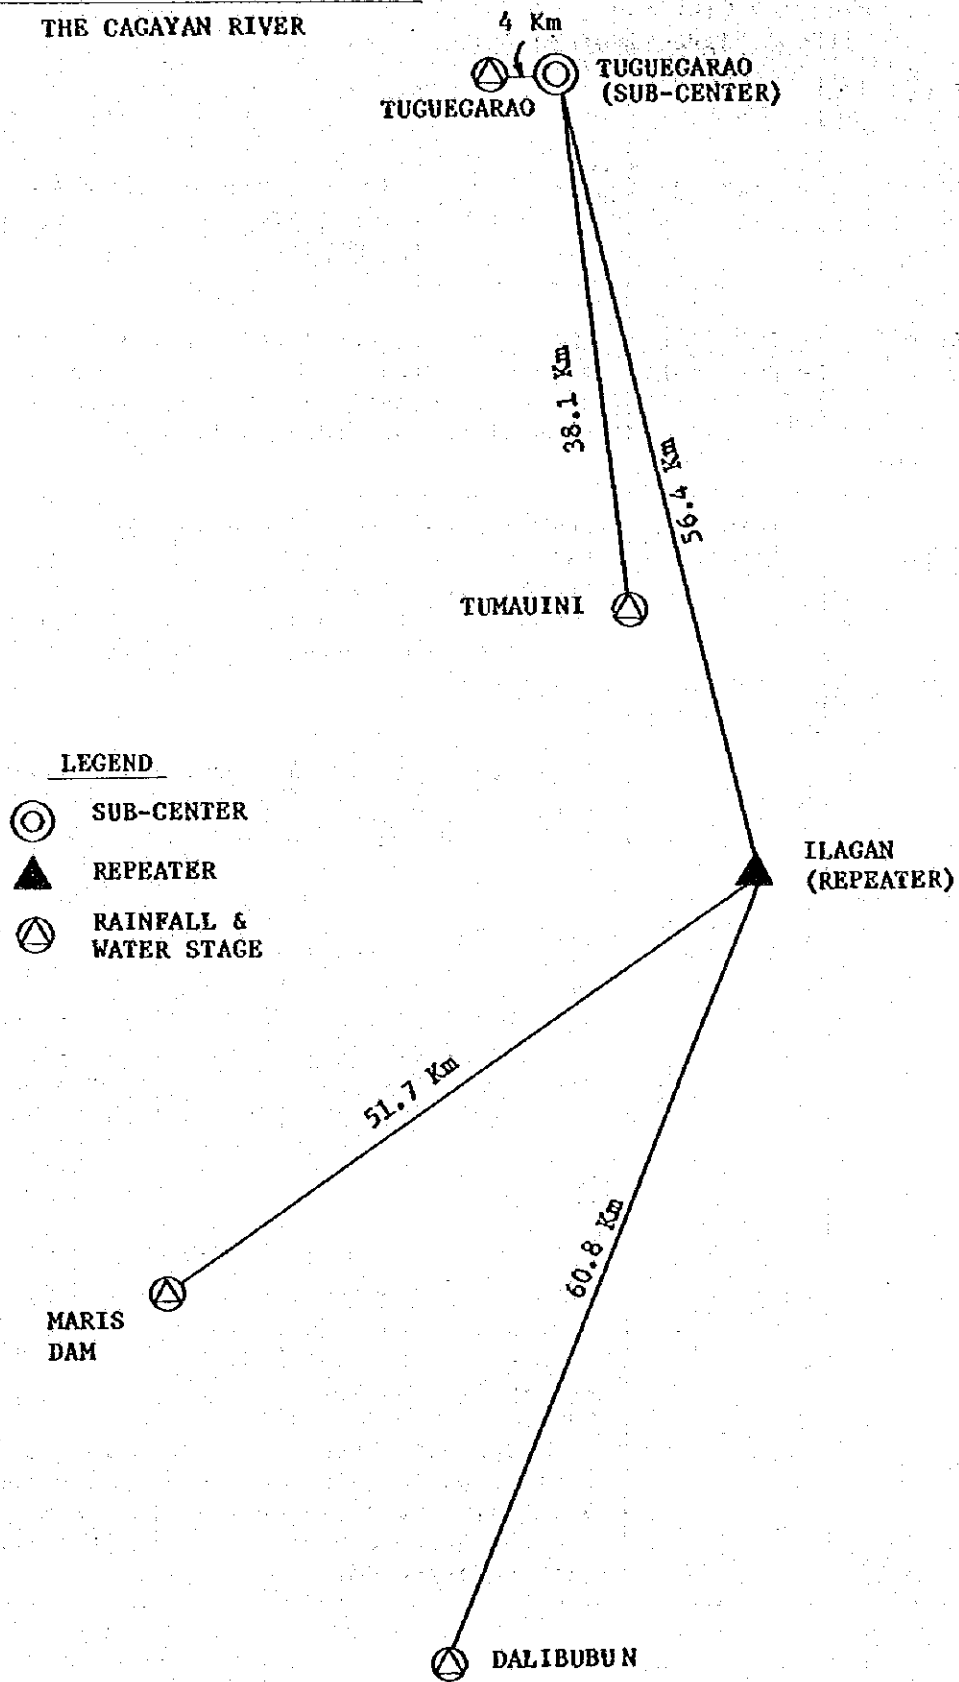 THE CAGAYAN RIVER
4 Km
TUGUEGARAO
(SUB-CENTER)
TUGUEGARAO
38.1 Km
56.4 Km
TUMAUINI
LEGEND
SUB-CENTER
REPEATER
RAINFALL &
WATER STAGE
ILAGAN
(REPEATER)
51.7 Km
60.8 Km
MARIS
DAM
DALIBUBUN